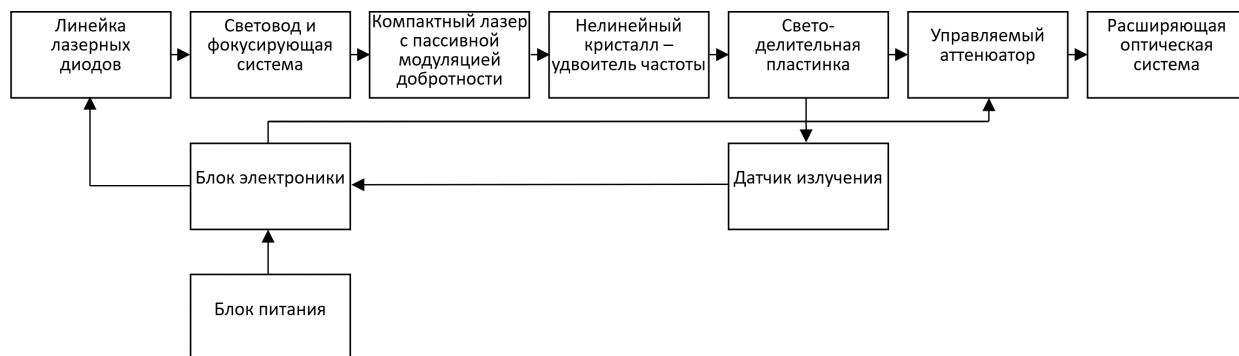 Линейка
лазерных
диодов
Световод и
фокусирующая
система
Компактный лазер
с пассивной
модуляцией
добротности
Нелинейный
кристалл –
удвоитель частоты
Свето-
делительная
пластинка
Управляемый
аттенюатор
Расширяющая
оптическая
система
Блок электроники
Датчик излучения
Блок питания